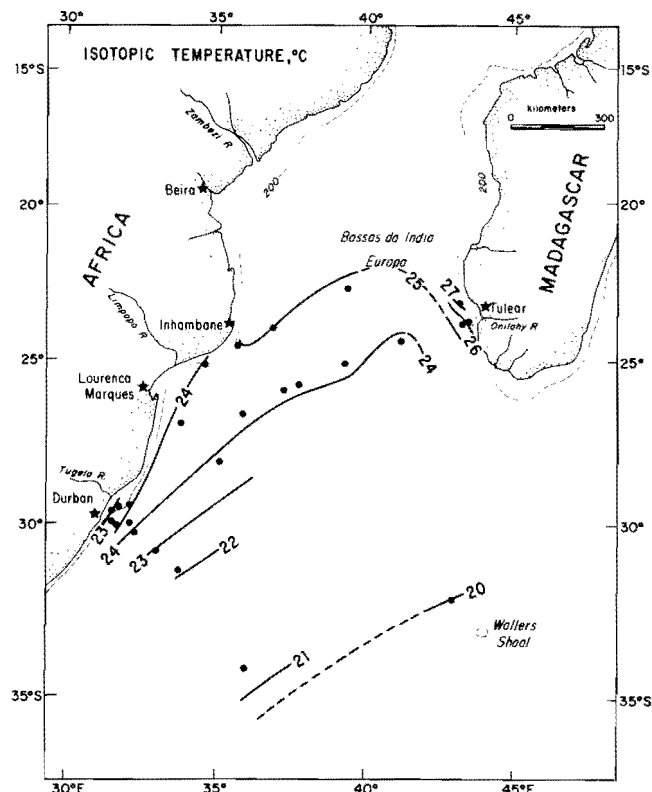 30°
35°
40°
45°
ISOTOPIC TEMPERATURE,°C
15°S
15°S
kilometers
0
300
Zambezi R
200
200
Beira
20°
20°
AFRICA
MADAGASCAR
Bassas da India
Europa
25
27
Tulear
Limpopo R
Inhambane
Onilahy R
26
25°
25°
24
24
Lourenca
Marques
Tugela R
Durban
23
24
30°
30°
23
22
20
Wallers
Shoal
21
35°S
35°S
30°E
35°
40°
45°E